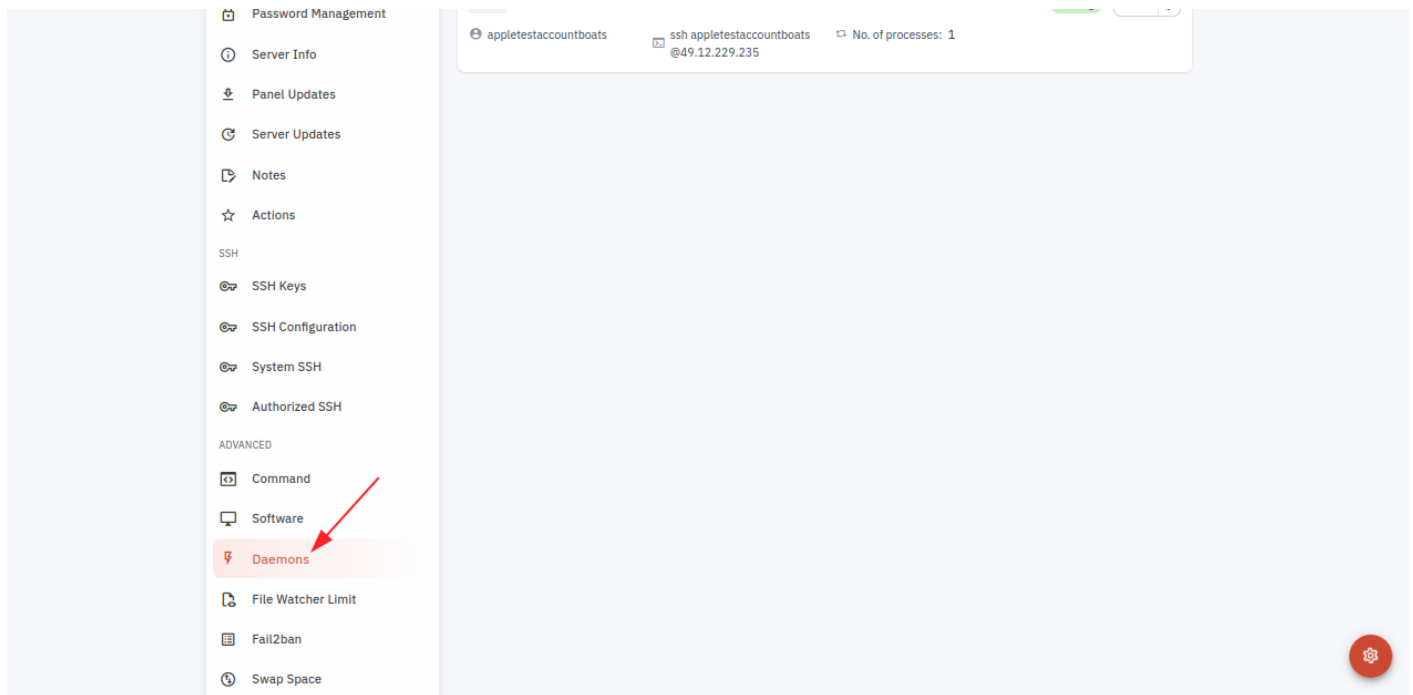 Password Management
Server Info
Panel Updates
Server Updates
Notes
Actions
SSH
SSH Keys
SSH Configuration
System SSH
Authorized SSH
ADVANCED
Command
Software
Daemons
File Watcher Limit
Fail2ban
Swap Space
appletestaccountboats
ssh appletestaccountboats
@49.12.229.235
No. of processes: 1